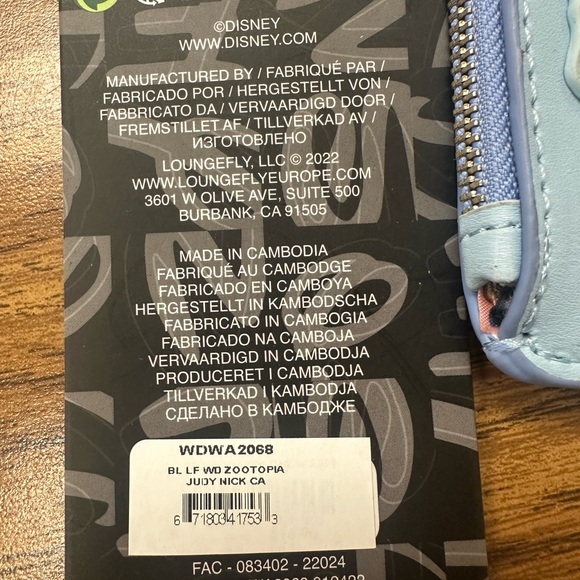 ©DISNEY
WWW.DISNEY.COM
MANUFACTURED BY / FABRIQUÉ PAR /
FABRICADO POR / HERGESTELLT VON /
FABBRICATO DA / VERVAARDIGD DOOR /
FREMSTILLET AF / TILLVERKAD AV /
ИЗГОТОВЛЕНО
LOUNGEFLY, LLC © 2022
WWW.LOUNGEFLYEUROPE.COM
3601 W OLIVE AVE, SUITE 500
BURBANK, CA 91505
MADE IN CAMBODIA
FABRIQUÉ AU CAMBODGE
FABRICADO EN CAMBOYA
HERGESTELLT IN KAMBODSCHA
FABBRICATO IN CAMBOGIA
FABRICADO NA CAMBOJA
VERVAARDIGD IN CAMBODJA
PRODUCERET I CAMBODJA
TILLVERKAD I KAMBODJA
СДЕЛАНО В КАМБОДЖЕ
WDWA2068
BL LF WD ZOOTOPIA
JUDY NICK CA
6 71803 41753 3
FAC - 083402 - 22024